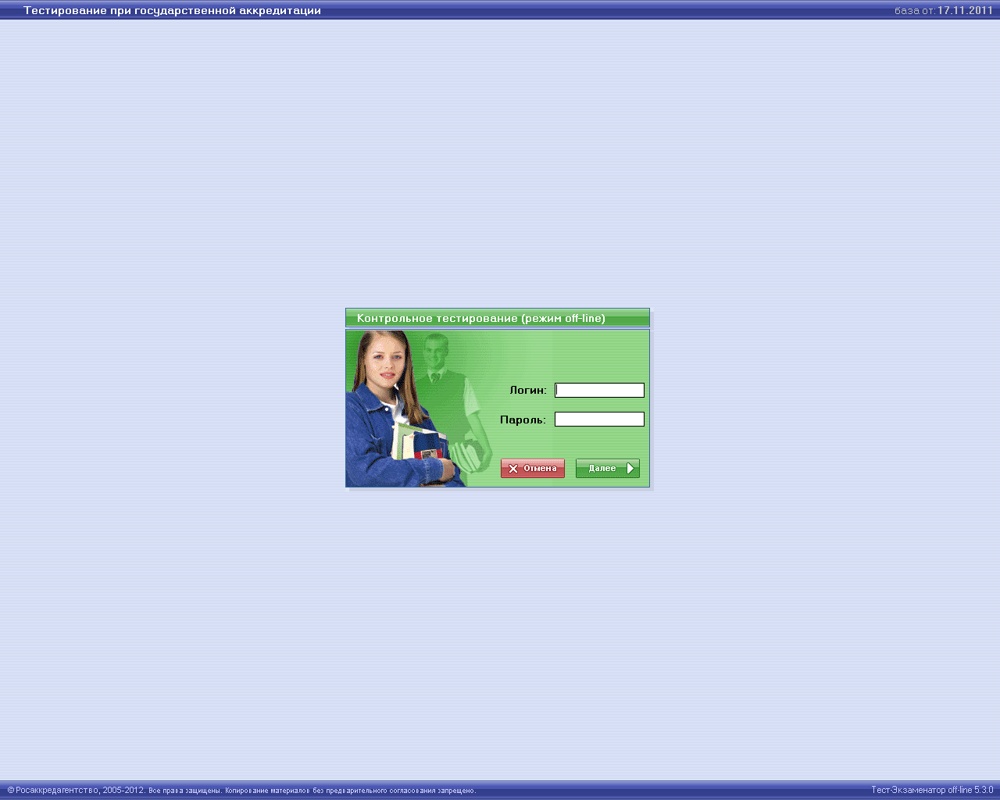 Тестирование при государственной аккредитации
база от: 17.11.2011
Контрольное тестирование (режим off-line)
Логин:
Пароль:
Отмена
Далее
© Росаккредагентство, 2005-2012. Все права защищены. Копирование материалов без предварительного согласования запрещено.
Тест-Экзаменатор off-line 5.3.0